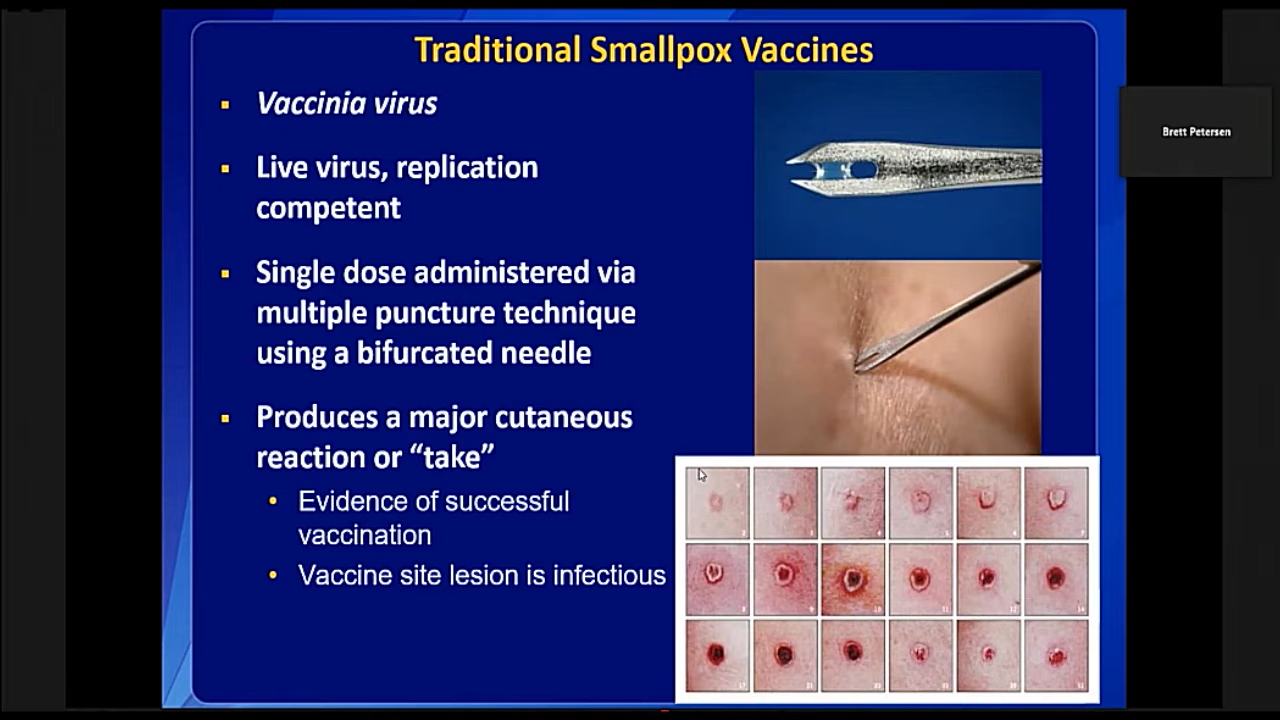 Traditional Smallpox Vaccines
Vaccinia virus
Live virus, replication
competent
Single dose administered via
multiple puncture technique
using a bifurcated needle
Produces a major cutaneous
reaction or “take”
Evidence of successful
vaccination
Vaccine site lesion is infectious
Brett Petersen